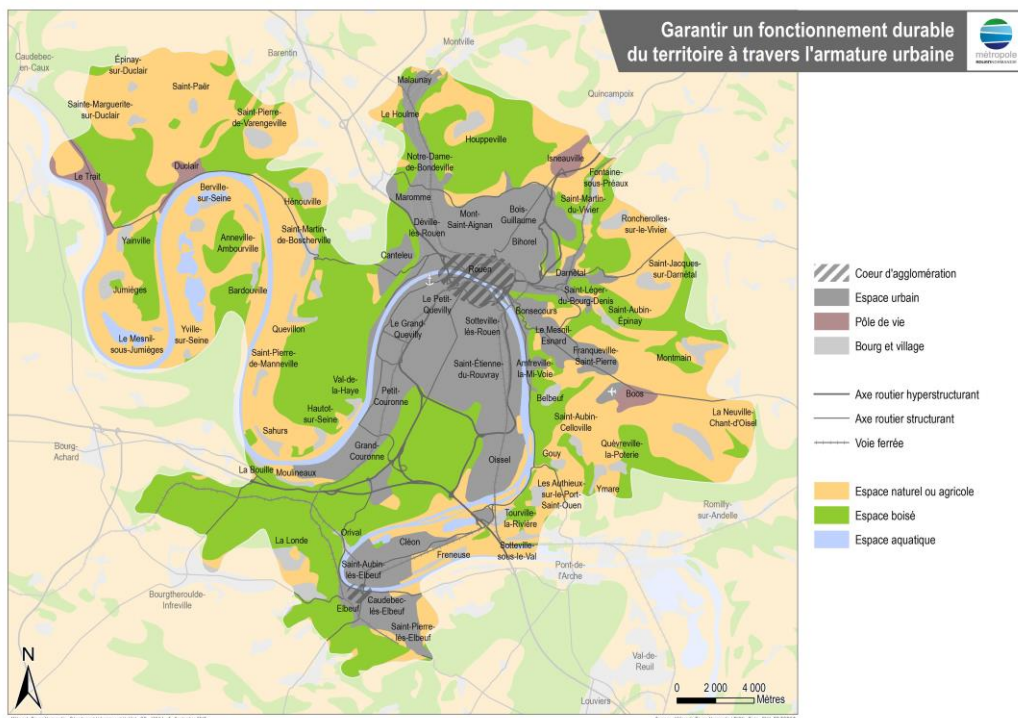 Garantir un fonctionnement durable
du territoire à travers l'armature urbaine
métropole
ROUENNORMANDIE
Caudebec-
en-Caux
Épinay-
sur-Duclair
Barentin
Montville
Malaunay
Saint-Paër
Quincampoix
Sainte-Marguerite-
sur-Duclair
Saint-Pierre-
de-Varengeville
Le Houlme
Houppeville
Notre-Dame-
de-Bondeville
Isneauville
Le Trait
Duclair
Fontaine-
sous-Préaux
Berville-
sur-Seine
Hénouville
Maromme
Mont-
Saint-Aignan
Bois-
Guillaume
Saint-Martin-
du-Vivier
Roncherolles-
sur-le-Vivier
Yainville
Anneville-
Ambourville
Saint-Martin-
de-Boscherville
Déville-
lès-Rouen
Bihorel
Canteleu
Rouen
Darnétal
Saint-Jacques-
sur-Darnétal
Jumièges
Bardouville
Saint-Léger-
du-Bourg-Denis
Le Petit-
Quevilly
Bonsecours
Saint-Aubin-
Épinay
Le Mesnil-
sous-Jumièges
Yville-
sur-Seine
Quevillon
Le Grand-
Quevilly
Sotteville-
lès-Rouen
Le Mesnil-
Esnard
Franqueville-
Saint-Pierre
Montmain
Saint-Pierre-
de-Manneville
Saint-Étienne-
du-Rouvray
Amfreville-
la-Mi-Voie
Val-de-
la-Haye
Petit-
Couronne
Belbeuf
Boos
Hautot-
sur-Seine
Saint-Aubin-
Celloville
La Neuville-
Chant-d'Oisel
Sahurs
Grand-
Couronne
Quévreville-
la-Poterie
Bourg-
Achard
La Bouille
Moulineaux
Oissel
Gouy
Les Authieux-
sur-le-Port-
Saint-Ouen
Ymare
Romilly-
sur-Andelle
Tourville-
la-Rivière
Orival
La Londe
Cléon
Freneuse
Sotteville-
sous-le-Val
Saint-Aubin-
lès-Elbeuf
Pont-de-
l'Arche
Bourgtheroulde-
Infreville
Elbeuf
Caudebec-
lès-Elbeuf
Saint-Pierre-
lès-Elbeuf
Val-de-
Reuil
Louviers
N
0 2 000 4 000
Mètres
Coeur d'agglomération
Espace urbain
Pôle de vie
Bourg et village
Axe routier hyperstructurant
Axe routier structurant
Voie ferrée
Espace naturel ou agricole
Espace boisé
Espace aquatique